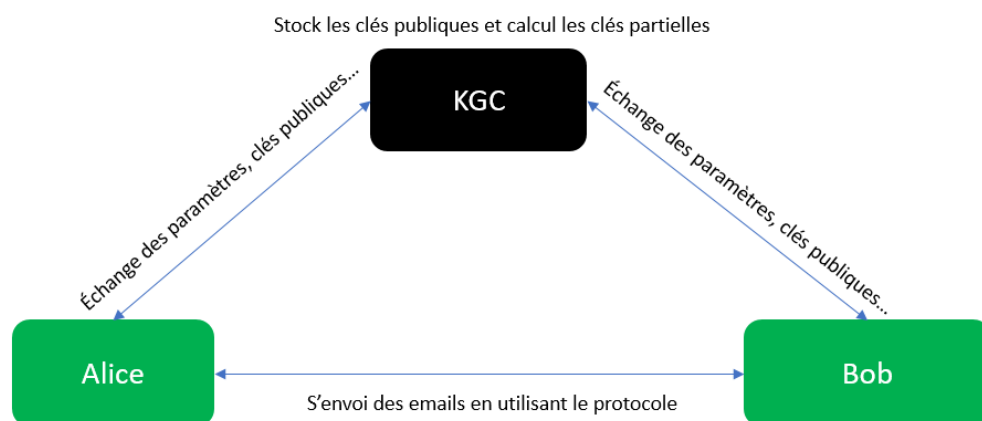 Stock les clés publiques et calcul les clés partielles
KGC
Échange des paramètres, clés publiques...
Échange des paramètres, clés publiques...
Alice
Bob
S’envoi des emails en utilisant le protocole